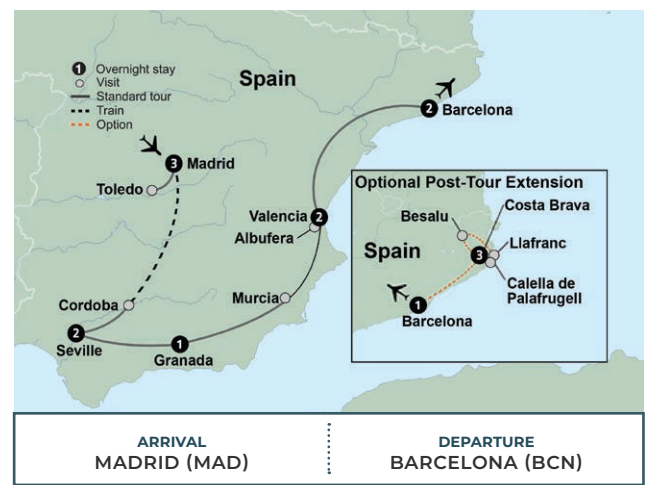 1 Overnight stay
Visit
Standard tour
Train
Option
Spain
2 Barcelona
3 Madrid
Toledo
Valencia 2
Albufera
Cordoba
Murcia
2
Seville
1
Granada
Optional Post-Tour Extension
Costa Brava
Besalu
Llafranc
Spain
3
Calella de
Palafrugell
1
Barcelona
ARRIVAL
MADRID (MAD)
DEPARTURE
BARCELONA (BCN)